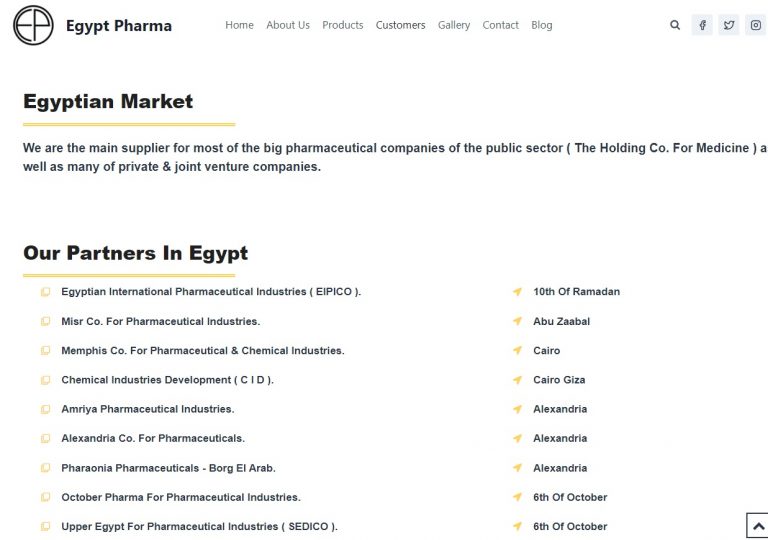 EP Egypt Pharma Home About Us Products Customers Gallery Contact Blog
Egyptian Market
We are the main supplier for most of the big pharmaceutical companies of the public sector ( The Holding Co. For Medicine ) a
well as many of private & joint venture companies.
Our Partners In Egypt
Egyptian International Pharmaceutical Industries ( EIPICO ). 10th Of Ramadan
Misr Co. For Pharmaceutical Industries. Abu Zaabal
Memphis Co. For Pharmaceutical & Chemical Industries. Cairo
Chemical Industries Development ( C I D ). Cairo Giza
Amriya Pharmaceutical Industries. Alexandria
Alexandria Co. For Pharmaceuticals. Alexandria
Pharaonia Pharmaceuticals - Borg El Arab. Alexandria
October Pharma For Pharmaceutical Industries. 6th Of October
Upper Egypt For Pharmaceutical Industries ( SEDICO ). 6th Of October